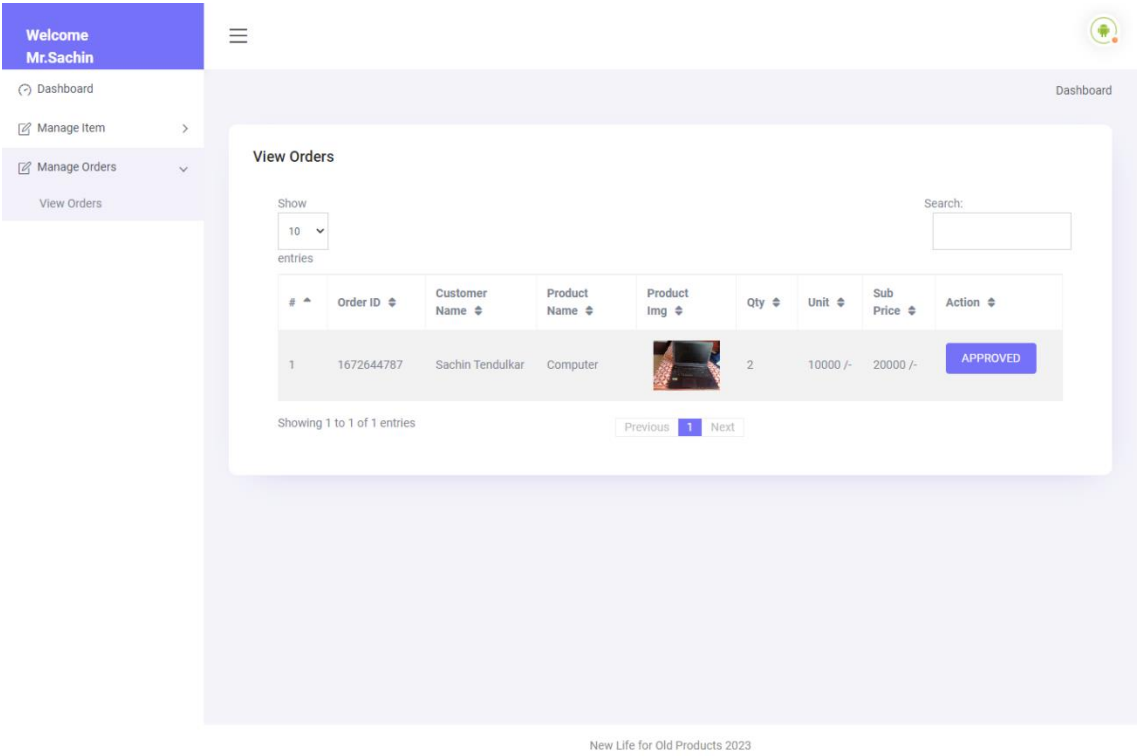 Welcome
Mr.Sachin
Dashboard
Manage Item
Manage Orders
View Orders
Dashboard
View Orders
Show
10
entries
Search:
# Order ID Customer Name Product Name Product Img Qty Unit Sub Price Action
1 1672644787 Sachin Tendulkar Computer 2 10000 /- 20000 /- APPROVED
Showing 1 to 1 of 1 entries
Previous 1 Next
New Life for Old Products 2023